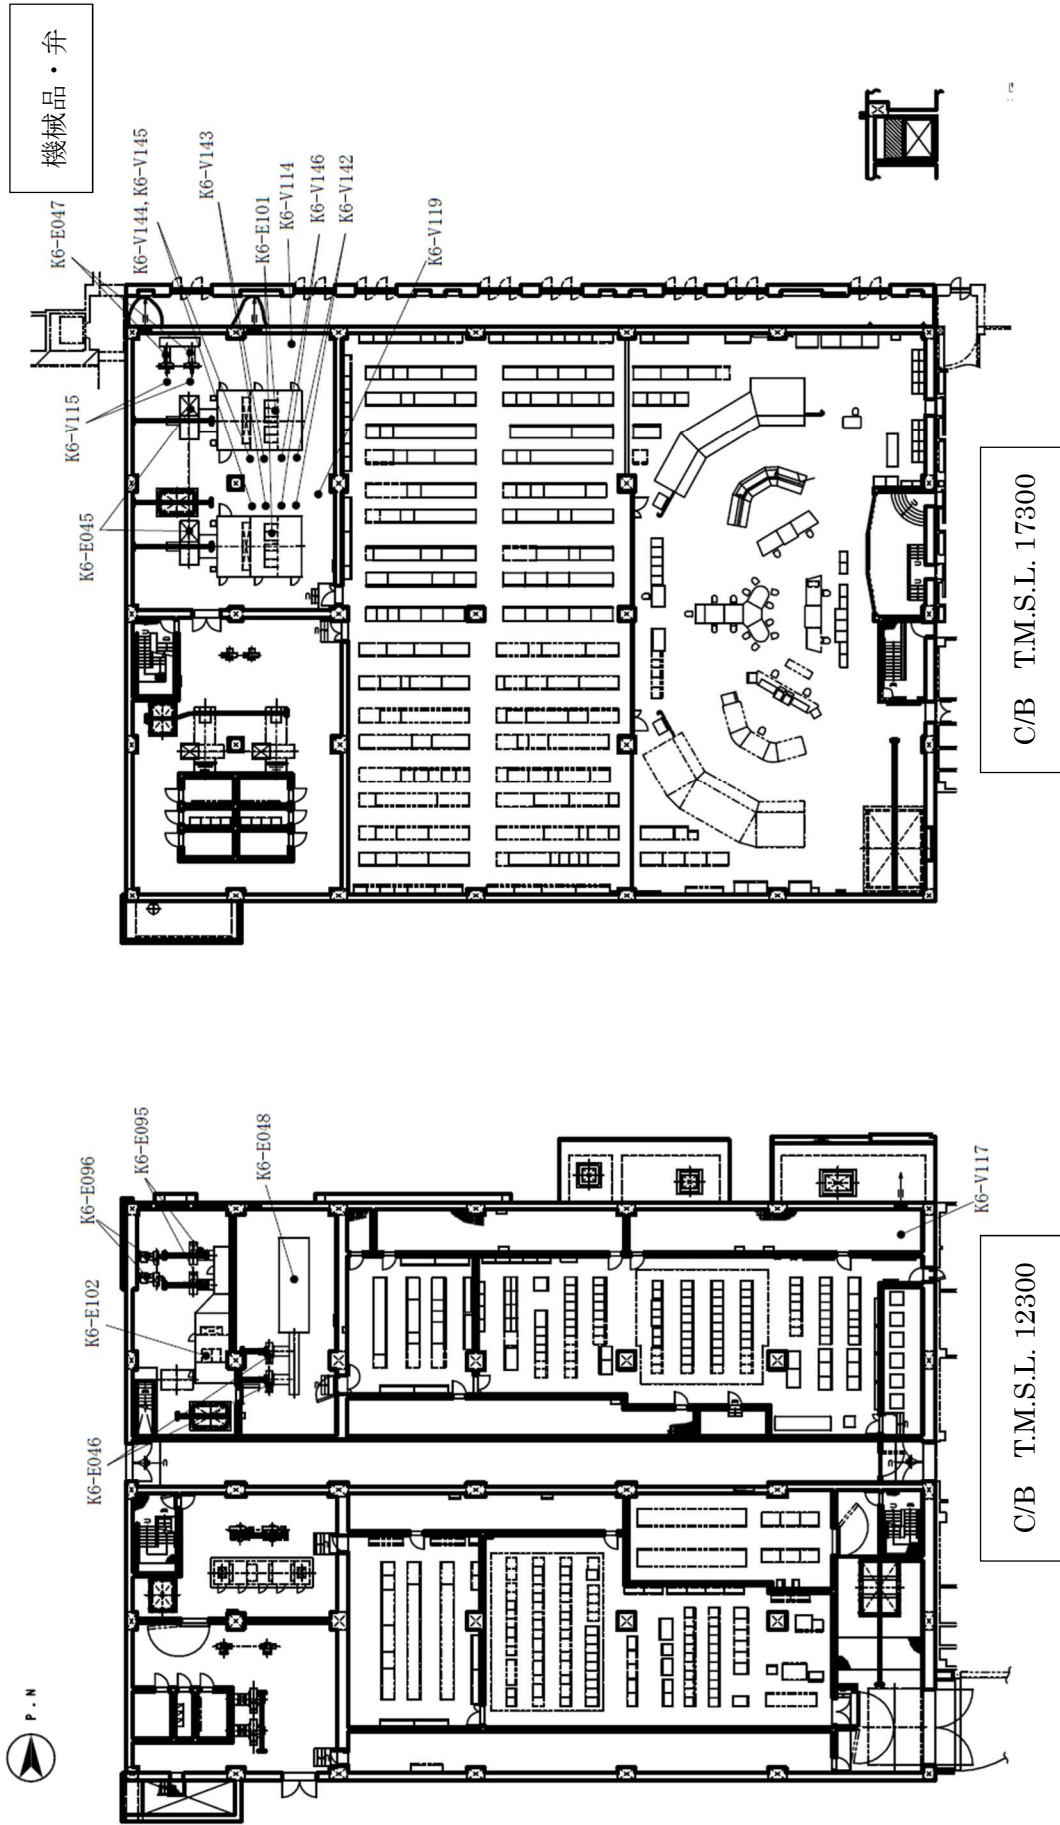 機械品・弁
K6-E047
K6-V144, K6-V145
K6-V143
K6-E101
K6-V114
K6-V146
K6-V142
K6-V119
K6-V115
K6-E045
C/B　T.M.S.L. 17300
K6-E096
K6-E095
K6-E048
K6-E102
K6-E046
K6-V117
C/B　T.M.S.L. 12300
P.N